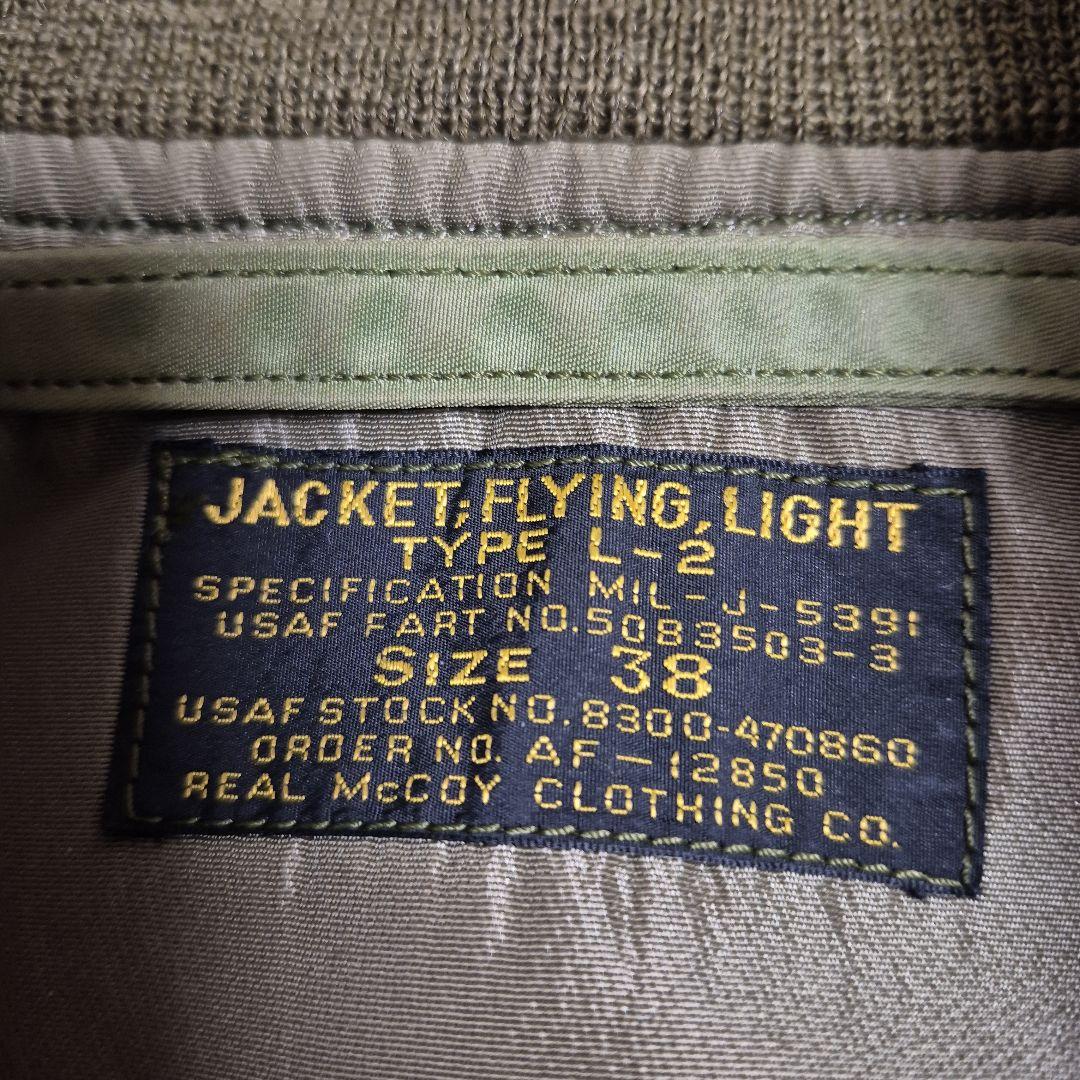 JACKET, FLYING, LIGHT
TYPE L-2
SPECIFICATION MIL-J-5391
USAF FART NO. 5083503-3
SIZE 38
USAF STOCK NO. 8300-470860
ORDER NO. AF-12850
REAL McCOY CLOTHING CO.